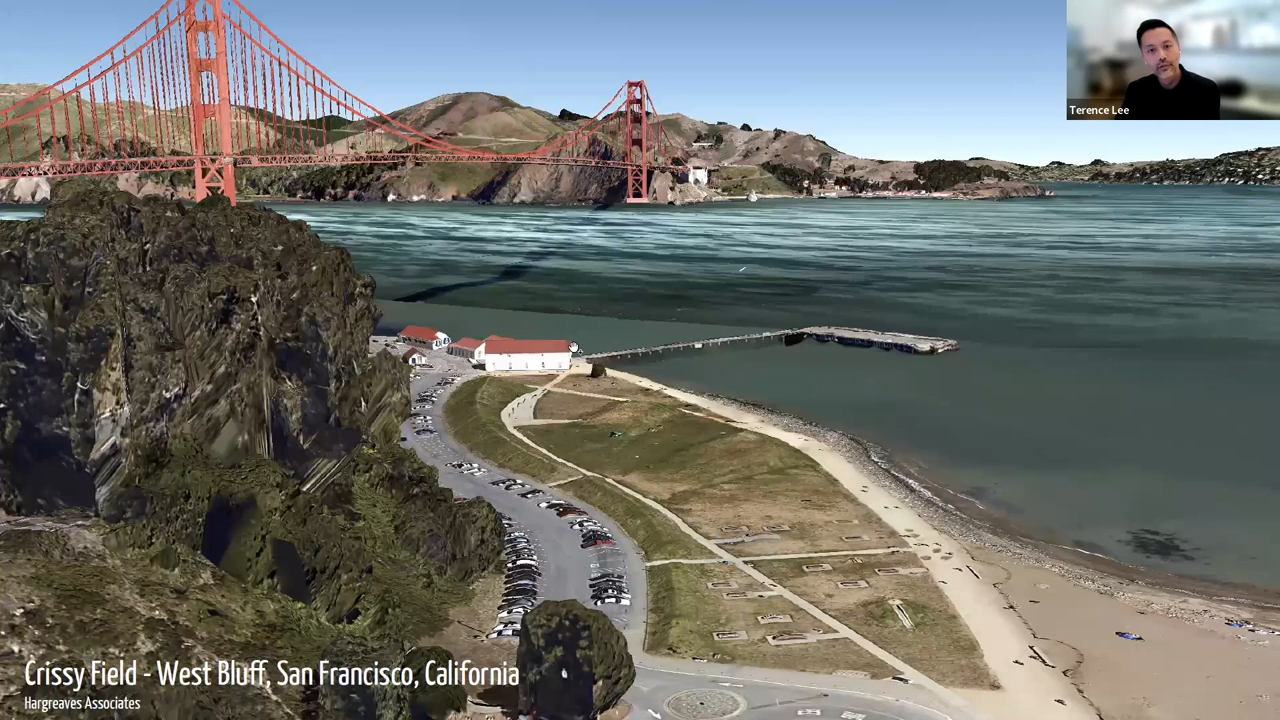 Terence Lee
Crissy Field - West Bluff, San Francisco, California
Hargreaves Associates